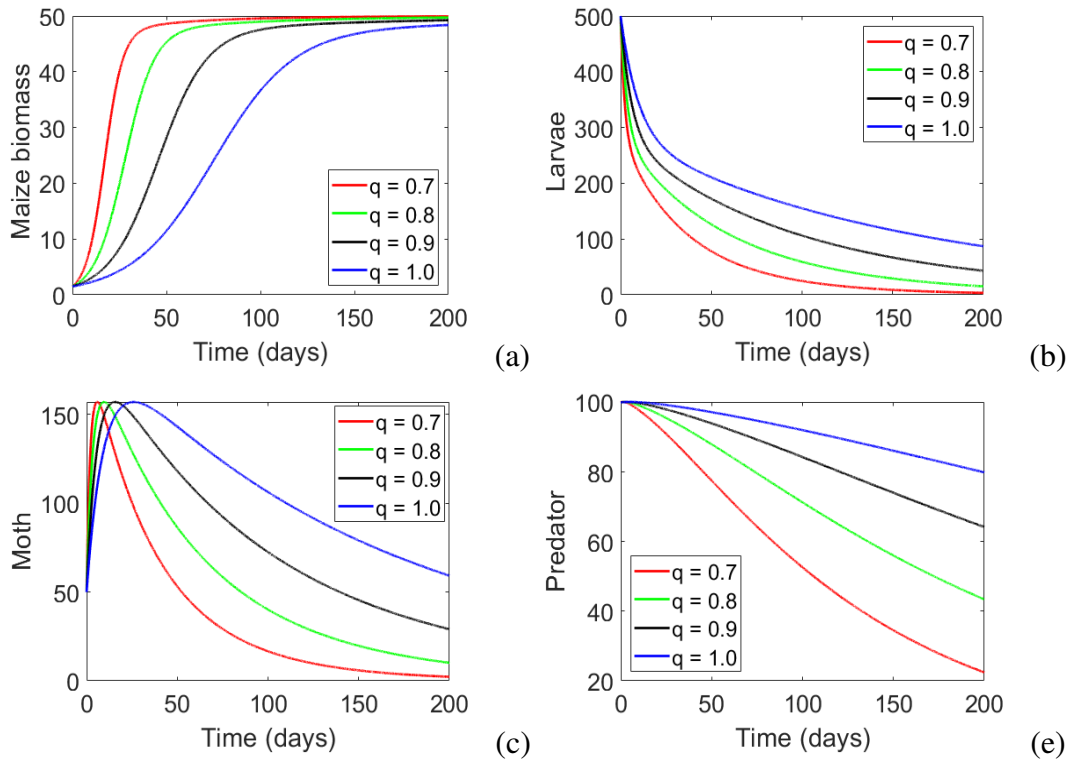 50
40
30
20
10
0
Maize biomass
q = 0.7
q = 0.8
q = 0.9
q = 1.0
0 50 100 150 200
Time (days)
(a)
500
400
300
200
100
0
Larvae
q = 0.7
q = 0.8
q = 0.9
q = 1.0
0 50 100 150 200
Time (days)
(b)
150
100
50
0
Moth
q = 0.7
q = 0.8
q = 0.9
q = 1.0
0 50 100 150 200
Time (days)
(c)
100
80
60
40
20
Predator
q = 0.7
q = 0.8
q = 0.9
q = 1.0
0 50 100 150 200
Time (days)
(e)